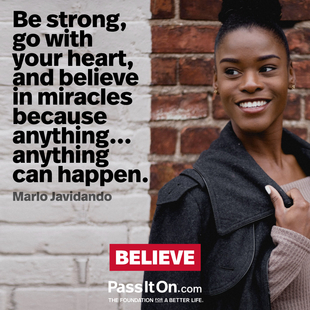 Be strong,
go with
your heart,
and believe
in miracles
because
anything...
anything
can happen.
Marlo Javidando
BELIEVE
PassItOn.com
THE FOUNDATION FOR A BETTER LIFE.